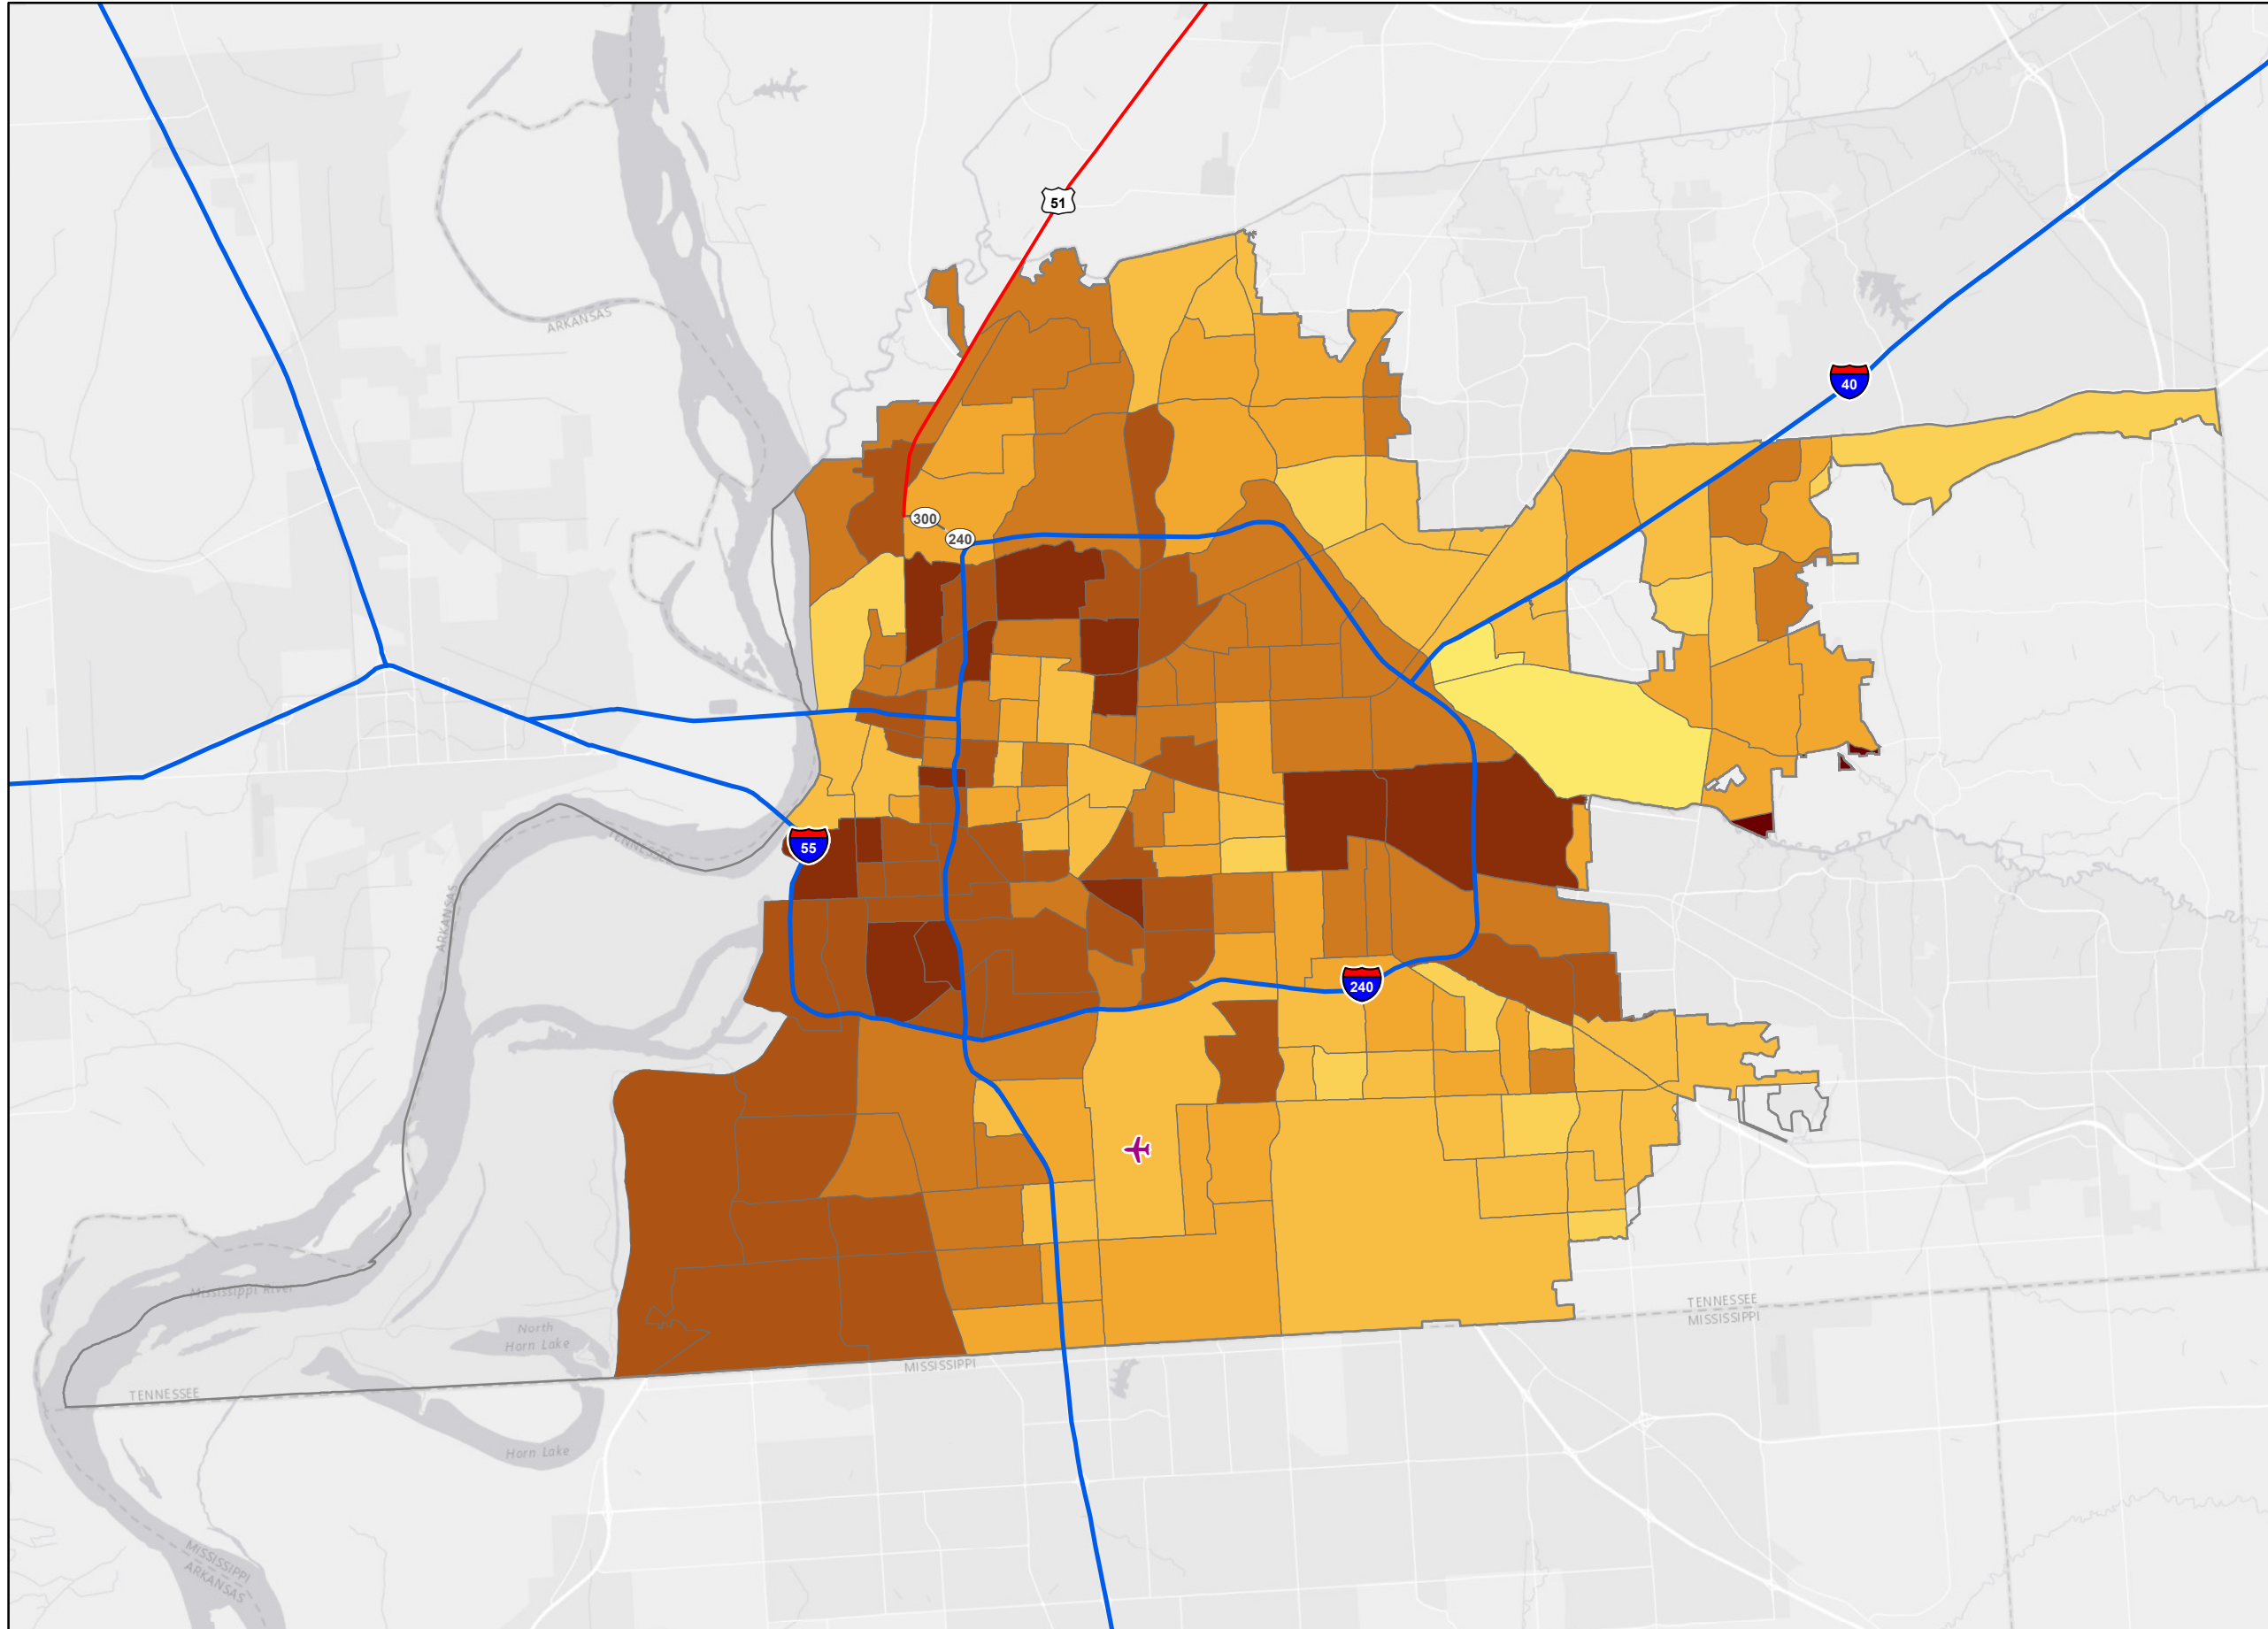 51
ARKANSAS
40
300
240
55
TENNESSEE
ARKANSAS
240
Mississippi River
North
Horn Lake
TENNESSEE
MISSISSIPPI
MISSISSIPPI
TENNESSEE
Horn Lake
MISSISSIPPI
ARKANSAS